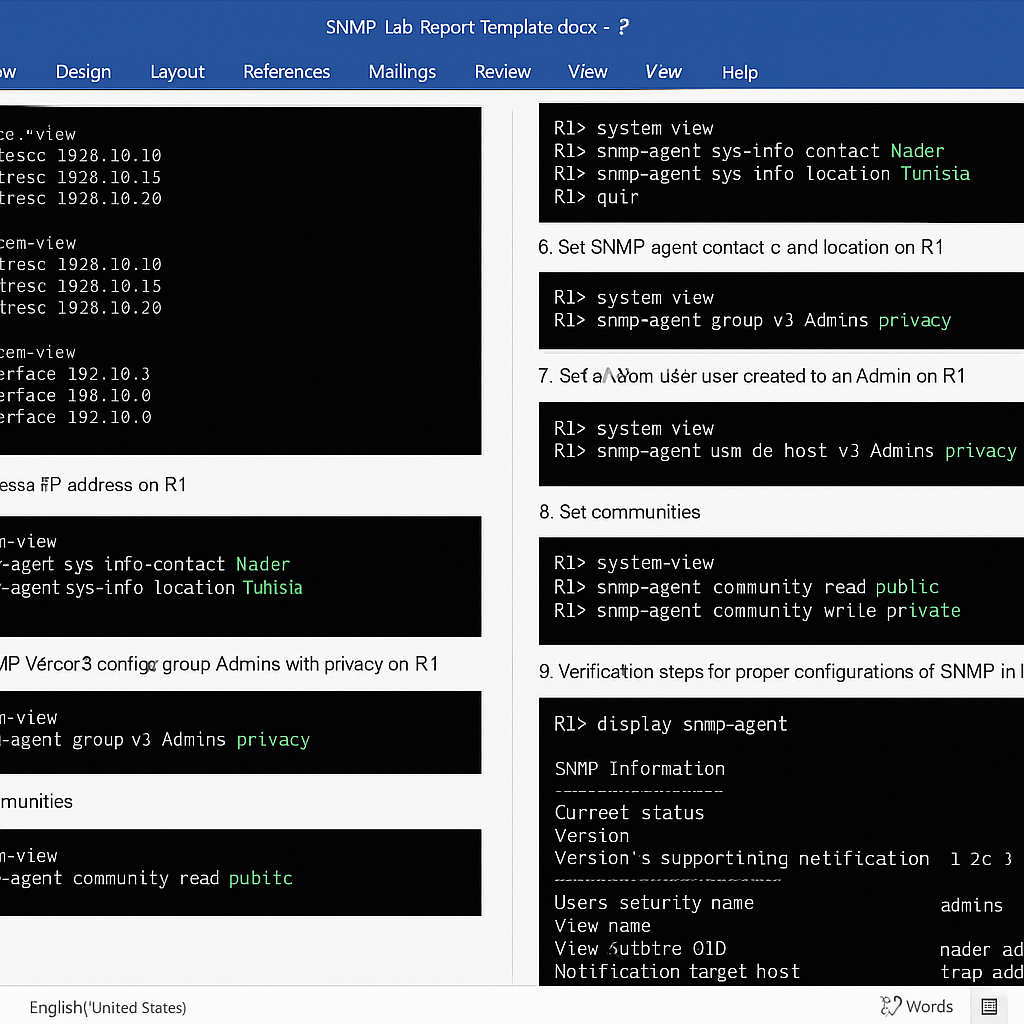 SNMP Lab Report Template docx - ?
ow Design Layout References Mailings Review View View Help
ce."view
tescc 1928.10.10
tresc 1928.10.15
tresc 1928.10.20
cem-view
tresc 1928.10.10
tresc 1928.10.15
tresc 1928.10.20
cem-view
erface 192.10.3
erface 198.10.0
erface 192.10.0
essa IP address on R1
m-view
-agert sys info-contact Nader
-agent sys-info location Tuhisia
MP Vércor3 config group Admins with privacy on R1
m-view
-agent group v3 Admins privacy
munities
m-view
-agent community read pubitc
R1> system view
R1> snmp-agent sys-info contact Nader
R1> snmp-agent sys info location Tunisia
R1> quir
6. Set SNMP agent contact c and location on R1
R1> system view
R1> snmp-agent group v3 Admins privacy
7. Set a user user created to an Admin on R1
R1> system view
R1> snmp-agent usm de host v3 Admins privacy
8. Set communities
R1> system-view
R1> snmp-agent community read public
R1> snmp-agent community wrile private
9. Verification steps for proper configurations of SNMP in
R1> display snmp-agent
SNMP Information
--------------------
Curreet status
Version
Version's supportining netification 1 2c 3
--------------------------
Users seturity name admins
View name
View OID nader ad
Notification target host trap add
English('United States)
Words